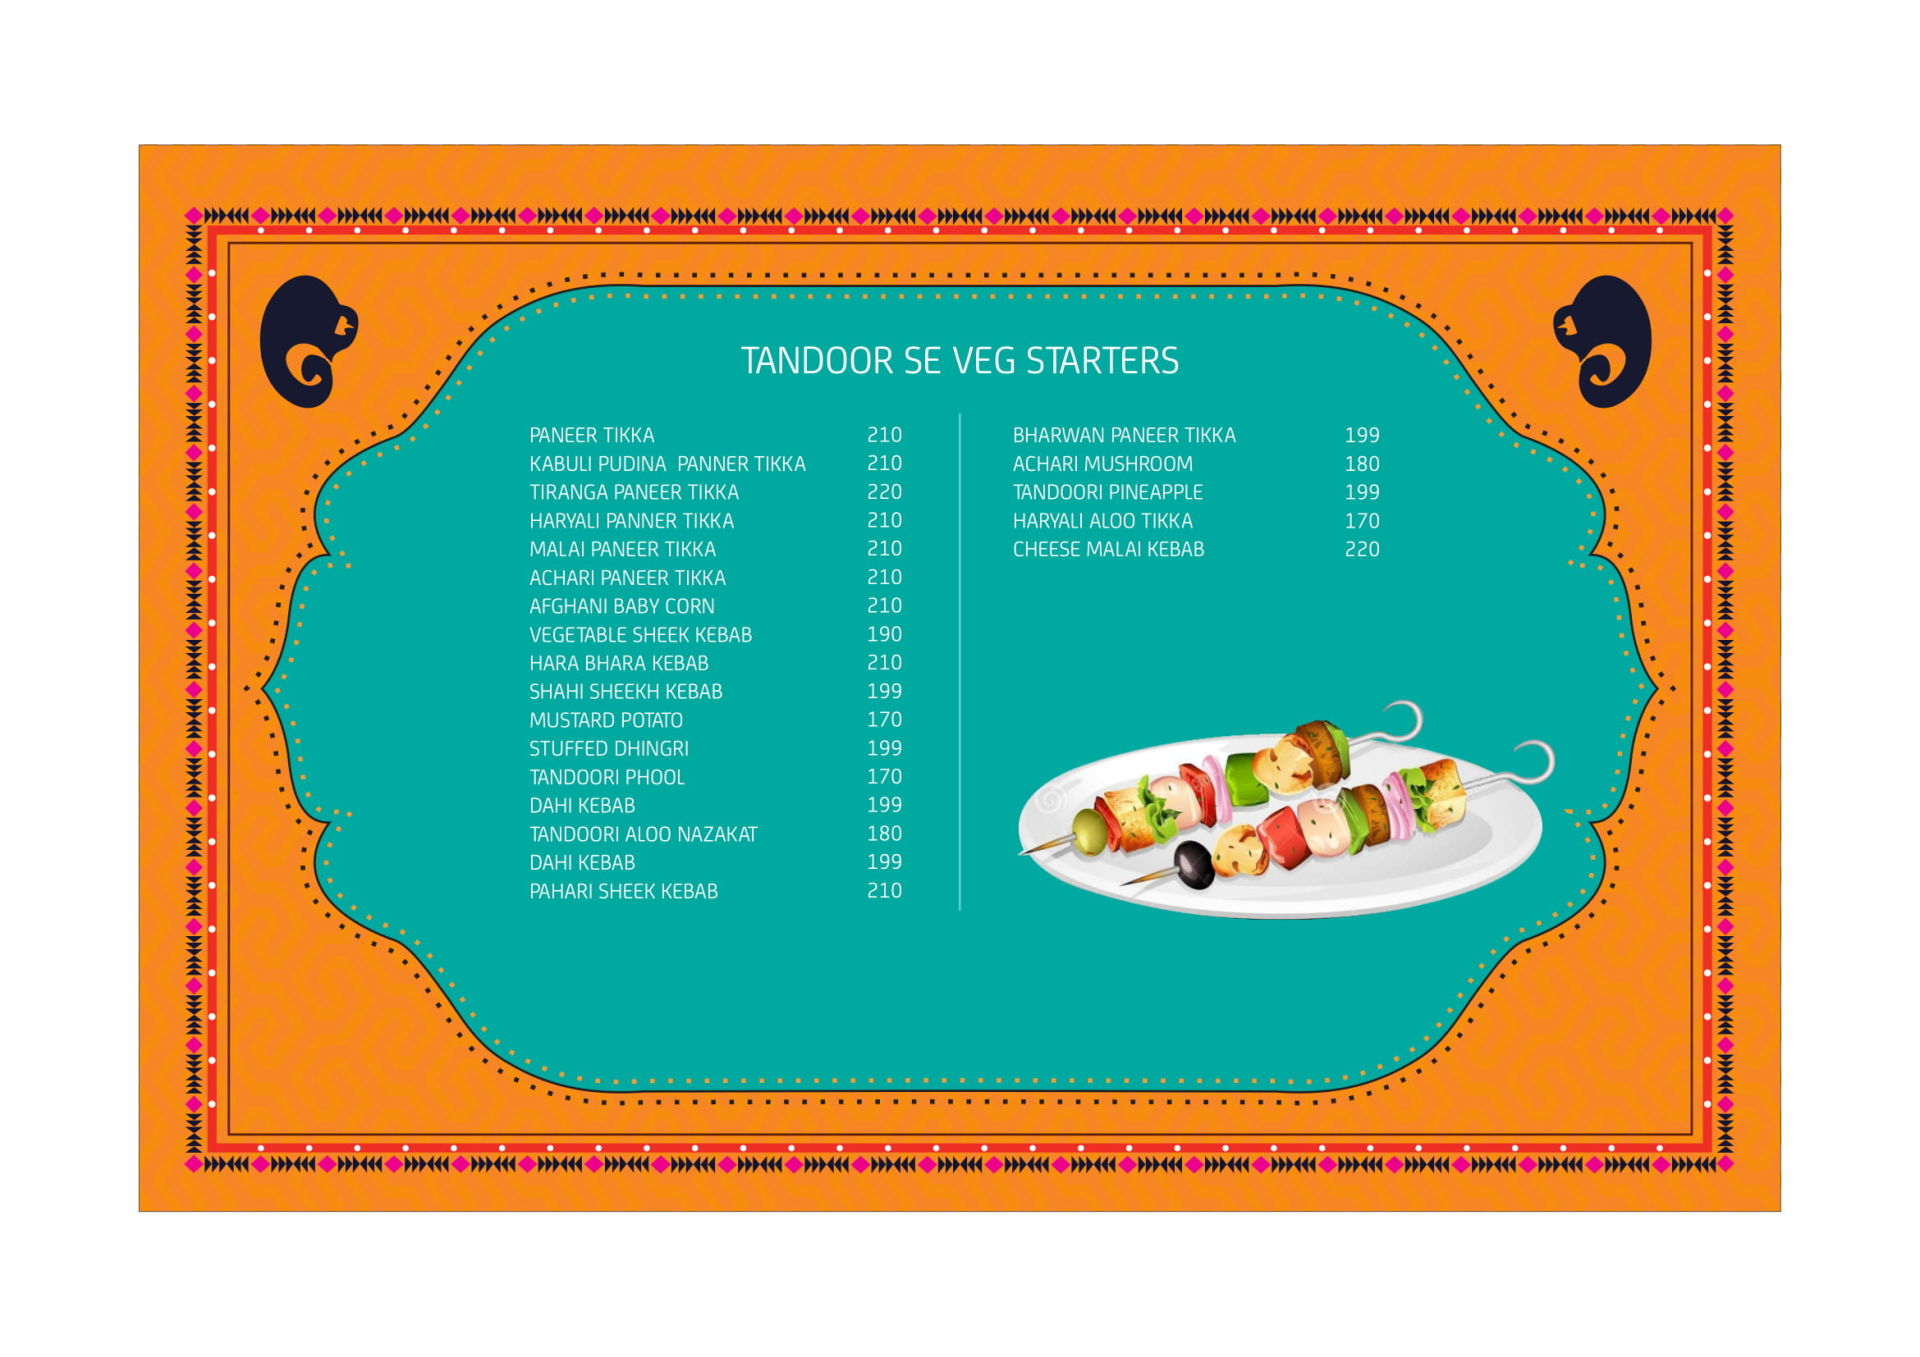 TANDOOR SE VEG STARTERS
PANEER TIKKA 210
KABULI PUDINA PANNER TIKKA 210
TIRANGA PANEER TIKKA 220
HARYALI PANNER TIKKA 210
MALAI PANEER TIKKA 210
ACHARI PANEER TIKKA 210
AFGHANI BABY CORN 210
VEGETABLE SHEEK KEBAB 190
HARA BHARA KEBAB 210
SHAHI SHEEKH KEBAB 199
MUSTARD POTATO 170
STUFFED DHINGRI 199
TANDOORI PHOOL 170
DAHI KEBAB 199
TANDOORI ALOO NAZAKAT 180
DAHI KEBAB 199
PAHARI SHEEK KEBAB 210
BHARWAN PANEER TIKKA 199
ACHARI MUSHROOM 180
TANDOORI PINEAPPLE 199
HARYALI ALOO TIKKA 170
CHEESE MALAI KEBAB 220